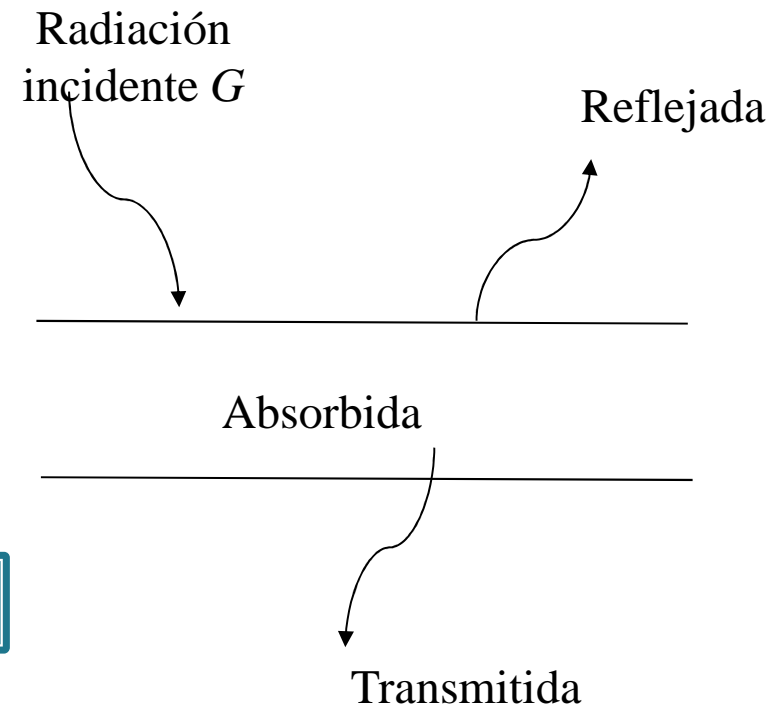 Radiación
incidente G
Reflejada
Absorbida
Transmitida